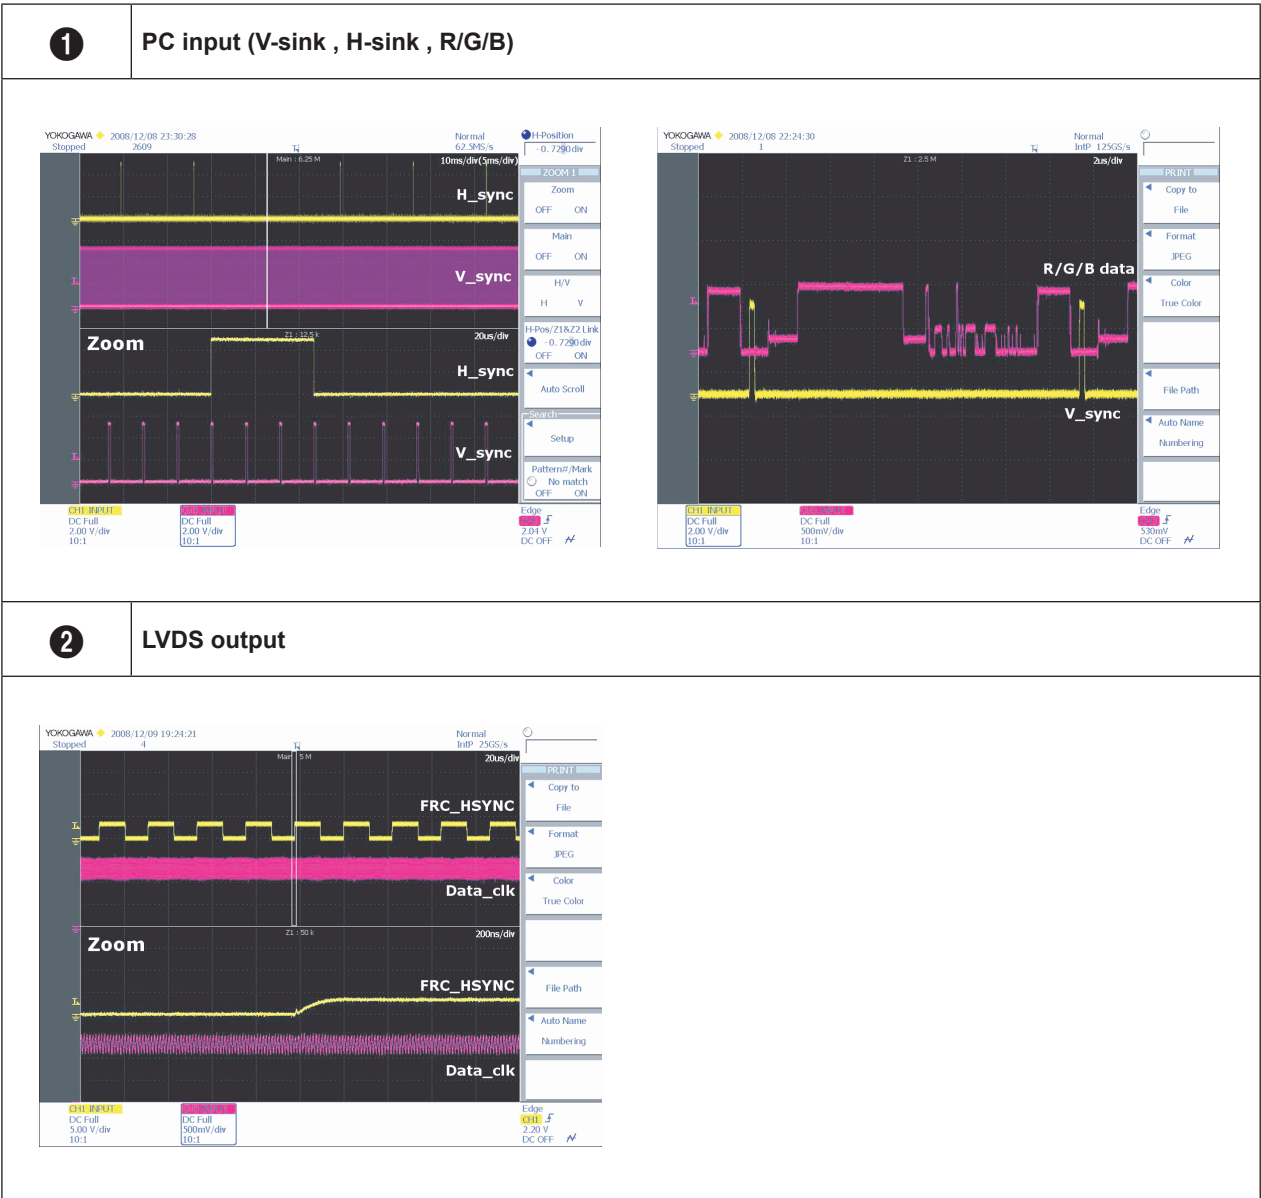 ❶ PC input (V-sink , H-sink , R/G/B)
YOKOGAWA 2008/12/08 23:30:28
Stopped 2609
Normal
62.5MS/s
H-Position
-0.7290div
Main : 6.25 M
10ms/div(5ms/div)
H_sync
V_sync
Zoom
Z1 : 12.5 k
20us/div
H_sync
V_sync
ZOOM 1
Zoom
OFF ON
Main
OFF ON
H/V
H V
H-Pos/Z1&Z2 Link
-0.7290div
OFF ON
Auto Scroll
Search
Setup
Pattern#/Mark
No match
OFF ON
CH1 INPUT
DC Full
2.00 V/div
10:1
DC Full
2.00 V/div
10:1
Edge
2.04 V
DC OFF
YOKOGAWA 2008/12/08 22:24:30
Stopped 1
Normal
IntP 125GS/s
Z1 : 2.5 M
2us/div
R/G/B data
V_sync
PRINT
Copy to
File
Format
JPEG
Color
True Color
File Path
Auto Name
Numbering
CH1 INPUT
DC Full
2.00 V/div
10:1
DC Full
500mV/div
10:1
Edge
530mV
DC OFF
❷ LVDS output
YOKOGAWA 2008/12/09 19:24:21
Stopped 4
Normal
IntP 25GS/s
5 M
20us/div
FRC_HSYNC
Data_clk
Zoom
Z1 : 50 k
200ns/div
FRC_HSYNC
Data_clk
PRINT
Copy to
File
Format
JPEG
Color
True Color
File Path
Auto Name
Numbering
CH1 INPUT
DC Full
5.00 V/div
10:1
DC Full
500mV/div
10:1
Edge
CH1
2.20 V
DC OFF